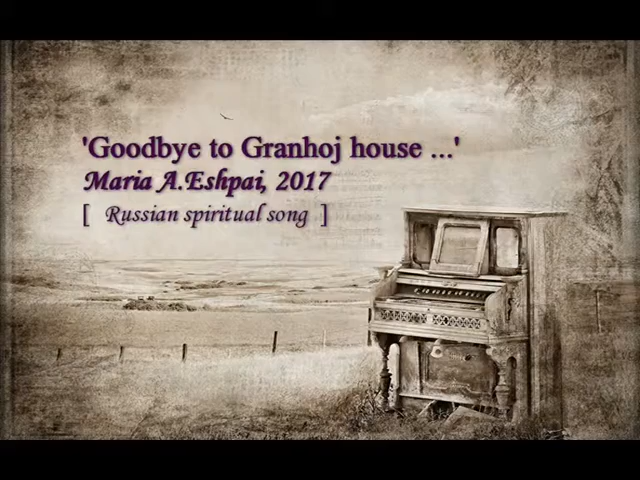 'Goodbye to Granhoj house ...'
Maria A.Eshpai, 2017
[ Russian spiritual song ]